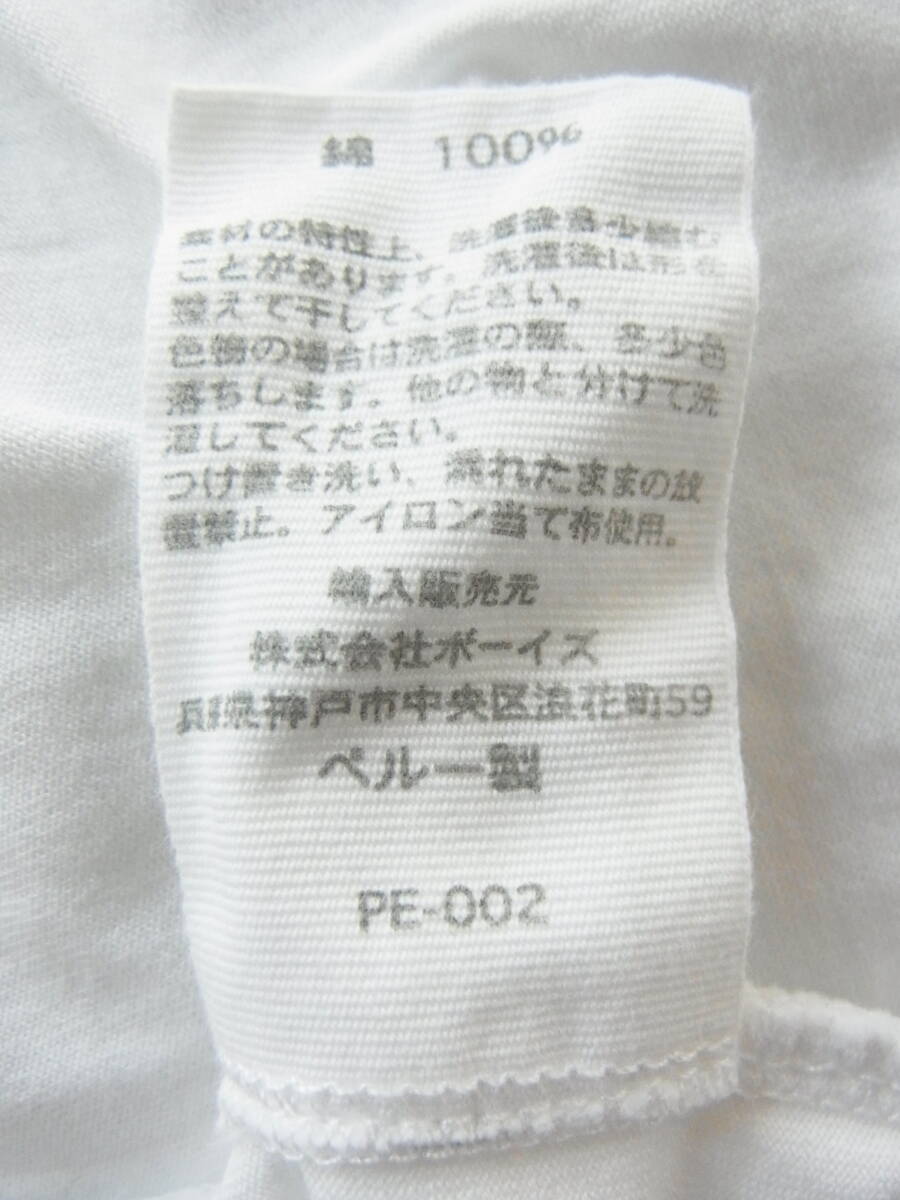 綿 100%
素材の特性上、洗濯後多少縮む
ことがあります。洗濯後は形を
整えて干してください。
色物の場合は洗濯の際、多少色
落ちします。他の物と分けて洗
濯してください。
つけ置き洗い、濡れたままの放
置禁止。アイロン当て布使用。
輸入販売元
株式会社ボーイズ
兵庫県神戸市中央区浪花町59
ペルー製
PE-002